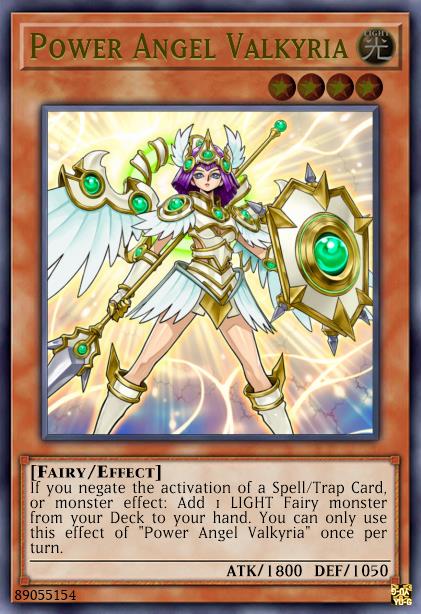 POWER ANGEL VALKYRIA
LIGHT
光
[FAIRY/EFFECT]
If you negate the activation of a Spell/Trap Card,
or monster effect: Add 1 LIGHT Fairy monster
from your Deck to your hand. You can only use
this effect of "Power Angel Valkyria" once per
turn.
ATK/1800 DEF/1050
89055154